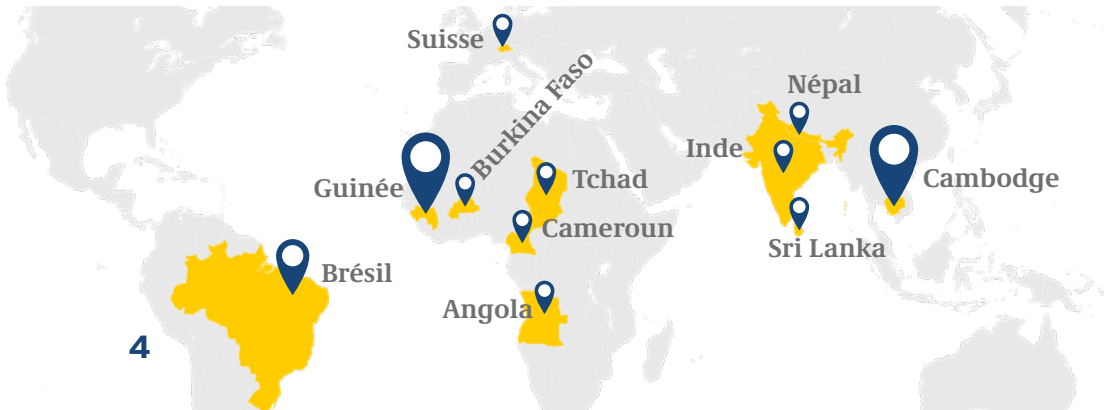 Suisse
Burkina Faso
Népal
Inde
Guinée
Tchad
Cambodge
Cameroun
Sri Lanka
Brésil
Angola
4